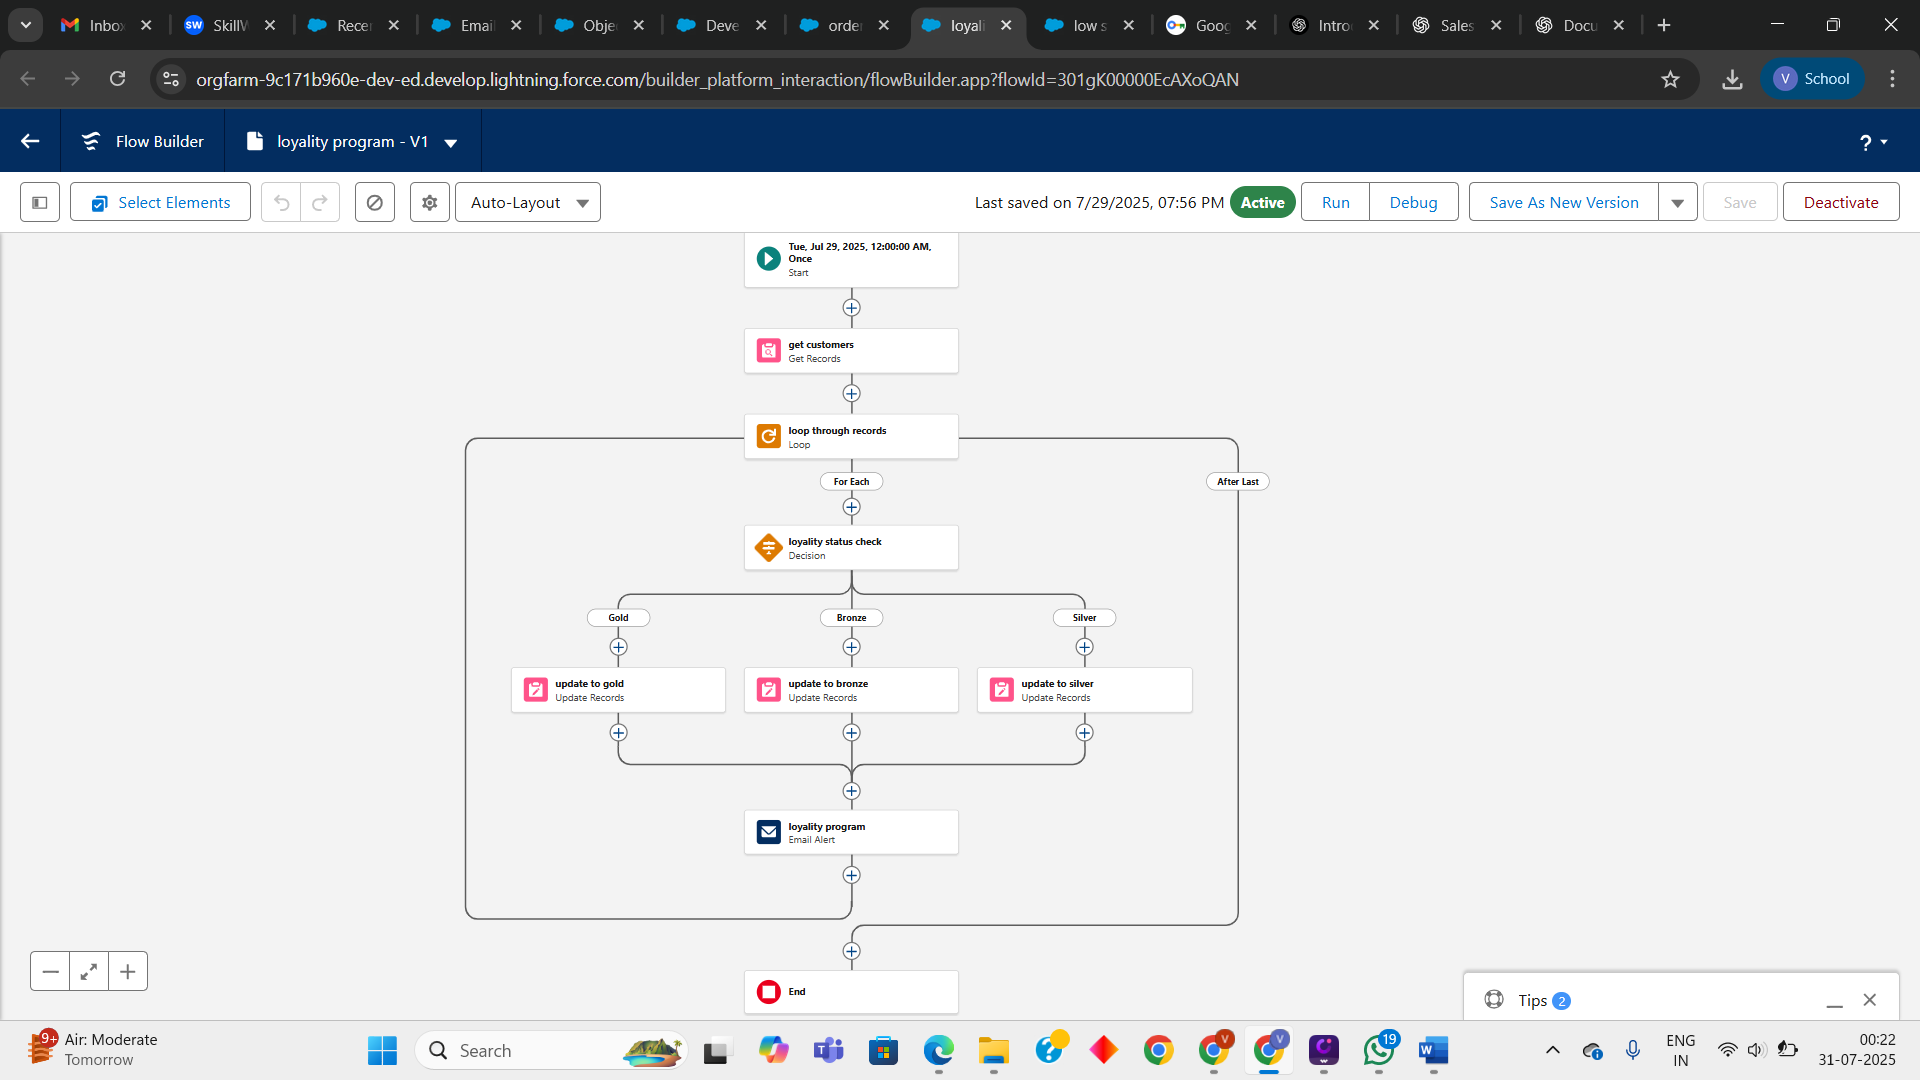 Inbox
SkillW
Recen
Email
Obje
Deve
order
loyali
low s
Goog
Intro
Sales
Docu
orgfarm-9c171b960e-dev-ed.develop.lightning.force.com/builder_platform_interaction/flowBuilder.app?flowId=301gK00000EcAXoQAN
V School
Flow Builder
loyality program - V1
?
Select Elements
Auto-Layout
Last saved on 7/29/2025, 07:56 PM
Active
Run
Debug
Save As New Version
Save
Deactivate
Tue, Jul 29, 2025, 12:00:00 AM,
Once
Start
get customers
Get Records
loop through records
Loop
For Each
After Last
loyality status check
Decision
Gold
Bronze
Silver
update to gold
Update Records
update to bronze
Update Records
update to silver
Update Records
loyality program
Email Alert
End
Tips 2
9+
Air: Moderate
Tomorrow
Search
V
V
19
ENG
IN
00:22
31-07-2025